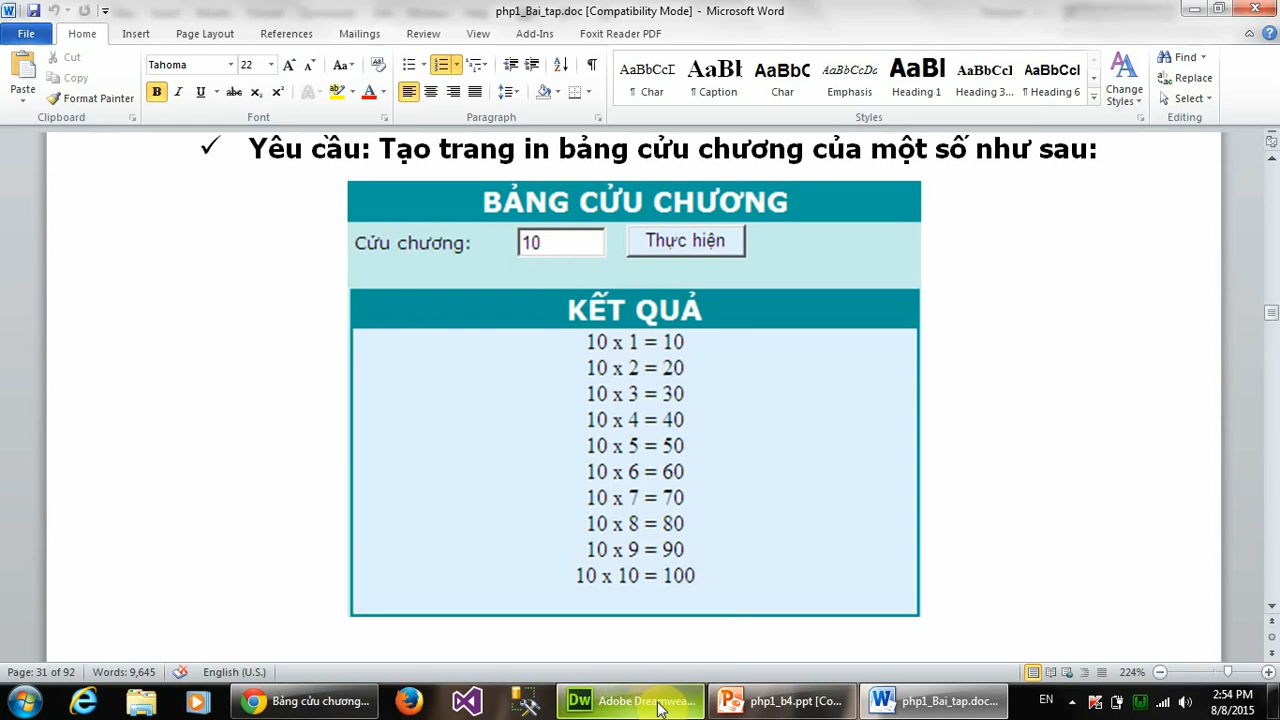 php1_Bai_tap.doc [Compatibility Mode] - Microsoft Word
File Home Insert Page Layout References Mailings Review View Add-Ins Foxit Reader PDF
Paste
Cut
Copy
Format Painter
Clipboard
Tahoma 22
Font
Paragraph
AaBbCcI AaBl AaBbC AaBbCcDc AaBl AaBbCcI AaBbCc
¶ Char ¶ Caption Char Emphasis Heading 1 Heading 3... ¶ Heading 6
Change Styles
Styles
Find
Replace
Select
Editing
✓ Yêu cầu: Tạo trang in bảng cửu chương của một số như sau:
BẢNG CỬU CHƯƠNG
Cửu chương: 10 Thực hiện
KẾT QUẢ
10 x 1 = 10
10 x 2 = 20
10 x 3 = 30
10 x 4 = 40
10 x 5 = 50
10 x 6 = 60
10 x 7 = 70
10 x 8 = 80
10 x 9 = 90
10 x 10 = 100
Page: 31 of 92 Words: 9,645 English (U.S.) 224%
Bảng cửu chương... Adobe Dreamwea... php1_b4.ppt [Co... php1_Bai_tap.doc... EN 2:54 PM
8/8/2015